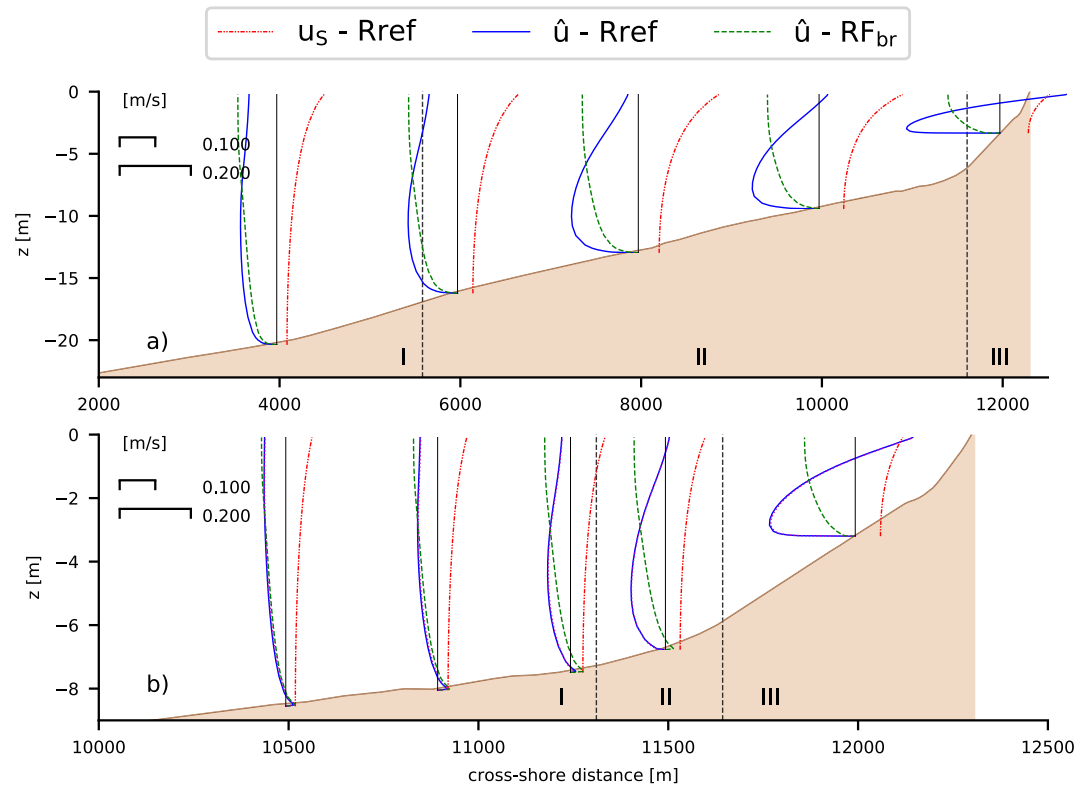 u_S - Rref û - Rref û - RF_br
[m/s]
0.100
0.200
0
−5
−10
−15
−20
z [m]
a)
I II III
2000 4000 6000 8000 10000 12000
[m/s]
0.100
0.200
0
−2
−4
−6
−8
z [m]
b)
I II III
10000 10500 11000 11500 12000 12500
cross-shore distance [m]